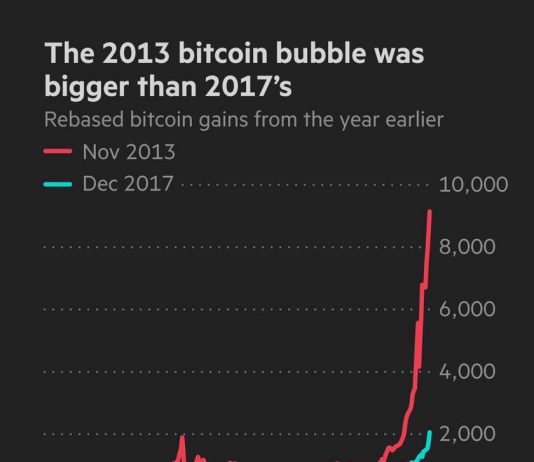 The 2013 bitcoin bubble was
bigger than 2017’s
Rebased bitcoin gains from the year earlier
Nov 2013
Dec 2017
10,000
8,000
6,000
4,000
2,000